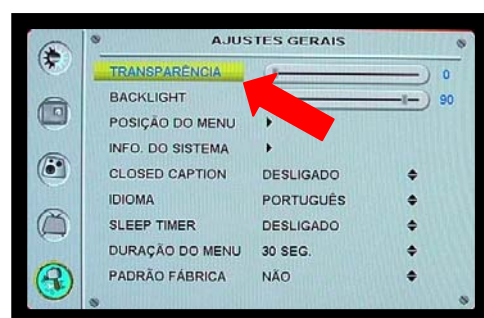 AJUSTES GERAIS
TRANSPARÊNCIA 0
BACKLIGHT 90
POSIÇÃO DO MENU
INFO. DO SISTEMA
CLOSED CAPTION DESLIGADO
IDIOMA PORTUGUÊS
SLEEP TIMER DESLIGADO
DURAÇÃO DO MENU 30 SEG.
PADRÃO FÁBRICA NÃO